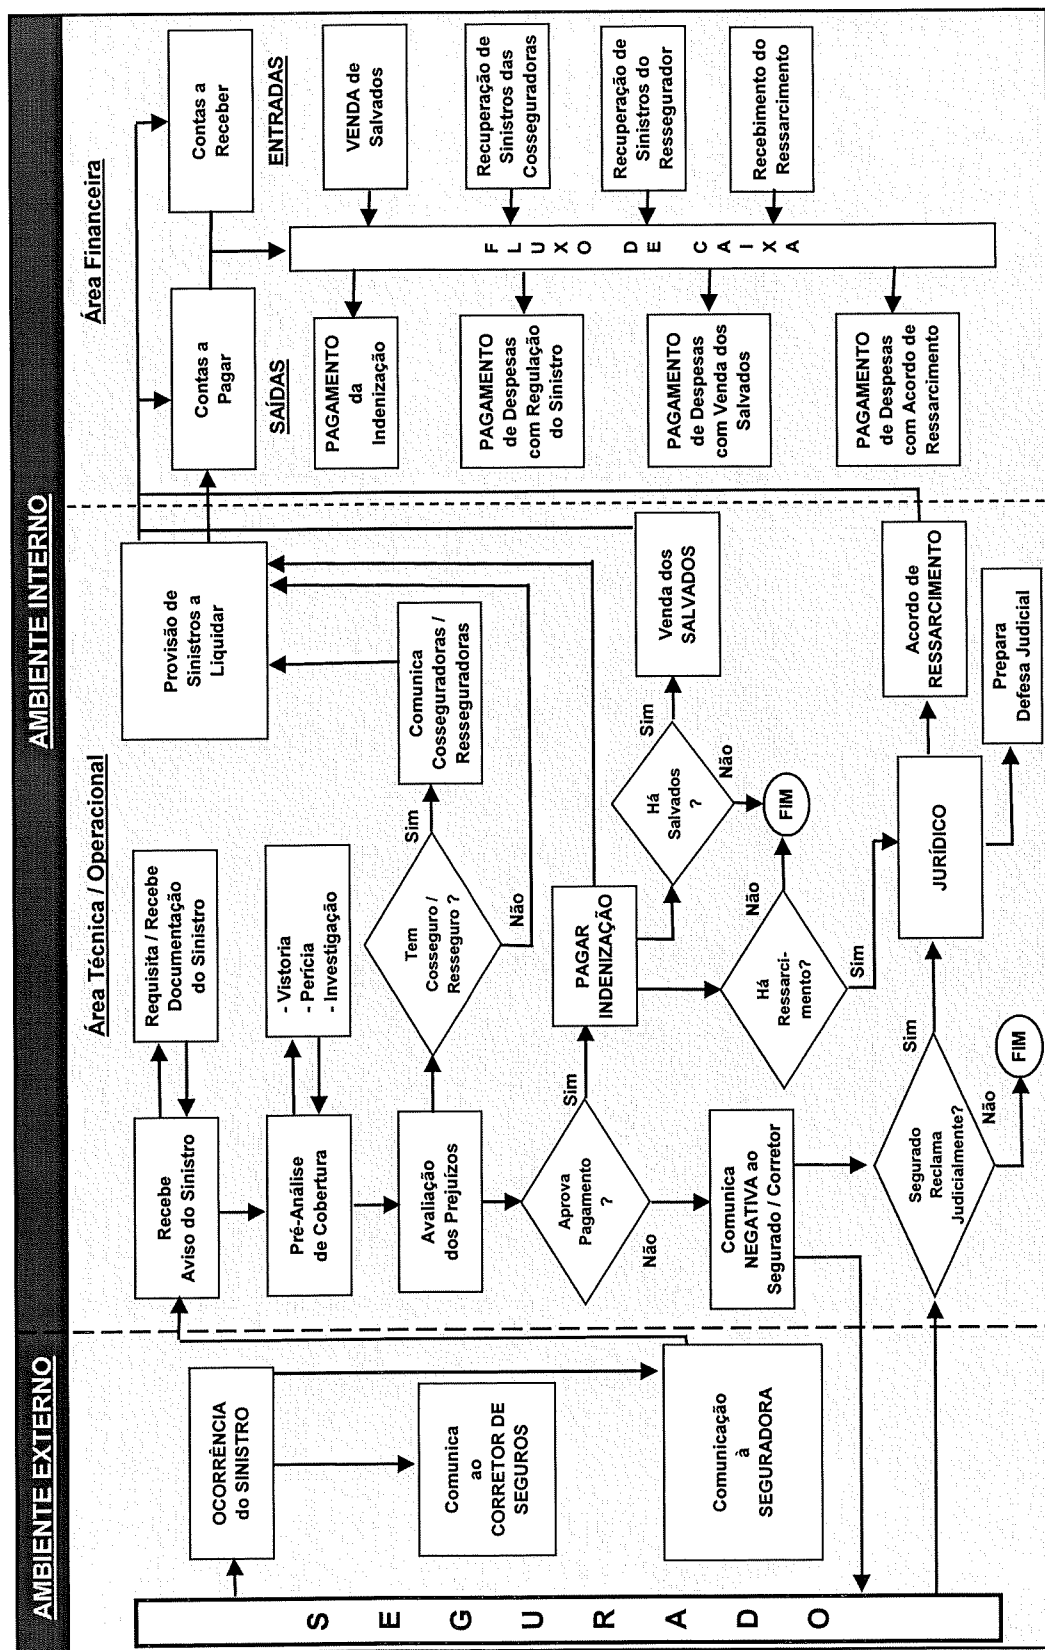 AMBIENTE EXTERNO
AMBIENTE INTERNO
SEGURADO
OCORRÊNCIA
do SINISTRO
Comunica
ao
CORRETOR DE
SEGUROS
Comunicação
à
SEGURADORA
Área Técnica / Operacional
Recebe
Aviso do Sinistro
Requisita / Recebe
Documentação
do Sinistro
Pré-Análise
de Cobertura
- Vistoria
- Perícia
- Investigação
Avaliação
dos Prejuízos
Tem
Cosseguro /
Resseguro ?
Sim
Não
Comunica
Cosseguradoras /
Resseguradoras
Provisão de
Sinistros a
Liquidar
Aprova
Pagamento
?
Sim
Não
PAGAR
INDENIZAÇÃO
Há
Salvados
?
Sim
Não
Venda dos
SALVADOS
FIM
Há
Ressarci-
mento?
Não
Sim
Comunica
NEGATIVA ao
Segurado / Corretor
Segurado
Reclama
Judicialmente?
Sim
Não
FIM
JURÍDICO
Acordo de
RESSARCIMENTO
Prepara
Defesa Judicial
Área Financeira
Contas a
Pagar
Contas a
Receber
SAÍDAS
ENTRADAS
PAGAMENTO
da
Indenização
PAGAMENTO
de Despesas
com Regulação
do Sinistro
PAGAMENTO
de Despesas
com Venda dos
Salvados
PAGAMENTO
de Despesas
com Acordo de
Ressarcimento
FLUXO DE CAIXA
VENDA de
Salvados
Recuperação de
Sinistros das
Cosseguradoras
Recuperação de
Sinistros do
Ressegurador
Recebimento do
Ressarcimento